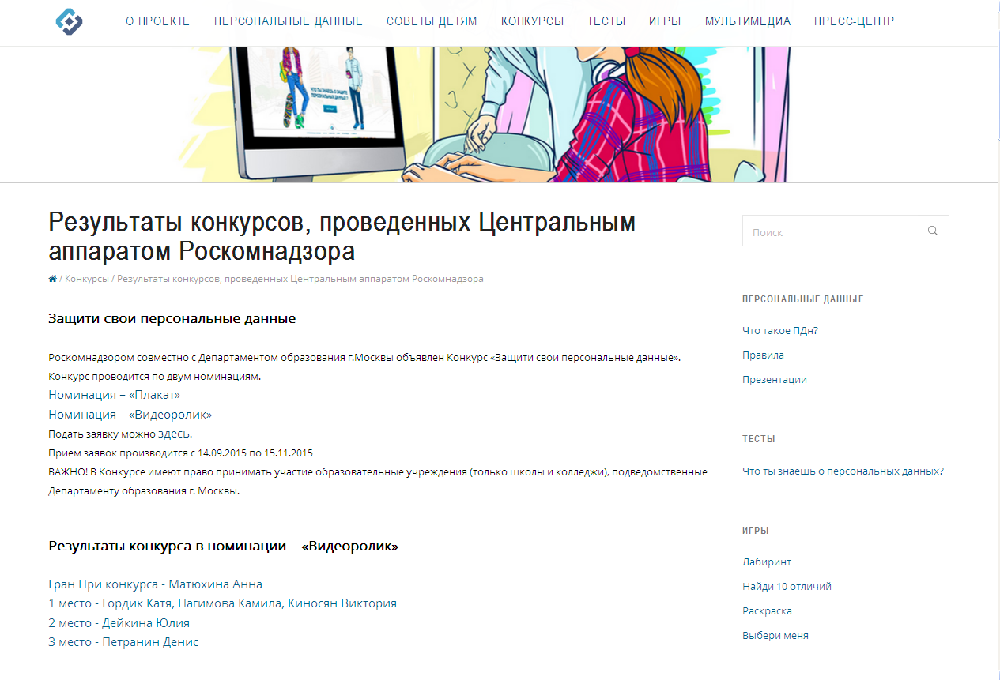 О ПРОЕКТЕ ПЕРСОНАЛЬНЫЕ ДАННЫЕ СОВЕТЫ ДЕТЯМ КОНКУРСЫ ТЕСТЫ ИГРЫ МУЛЬТИМЕДИА ПРЕСС-ЦЕНТР
ЧТО ТЫ ЗНАЕШЬ О ЗАЩИТЕ
ПЕРСОНАЛЬНЫХ ДАННЫХ?
Результаты конкурсов, проведенных Центральным
аппаратом Роскомнадзора
/ Конкурсы / Результаты конкурсов, проведенных Центральным аппаратом Роскомнадзора
Защити свои персональные данные
Роскомнадзором совместно с Департаментом образования г.Москвы объявлен Конкурс «Защити свои персональные данные».
Конкурс проводится по двум номинациям.
Номинация – «Плакат»
Номинация – «Видеоролик»
Подать заявку можно здесь.
Прием заявок производится с 14.09.2015 по 15.11.2015
ВАЖНО! В Конкурсе имеют право принимать участие образовательные учреждения (только школы и колледжи), подведомственные
Департаменту образования г. Москвы.
Результаты конкурса в номинации – «Видеоролик»
Гран При конкурса - Матюхина Анна
1 место - Гордик Катя, Нагимова Камила, Киносян Виктория
2 место - Дейкина Юлия
3 место - Петранин Денис
Поиск
ПЕРСОНАЛЬНЫЕ ДАННЫЕ
Что такое ПДн?
Правила
Презентации
ТЕСТЫ
Что ты знаешь о персональных данных?
ИГРЫ
Лабиринт
Найди 10 отличий
Раскраска
Выбери меня